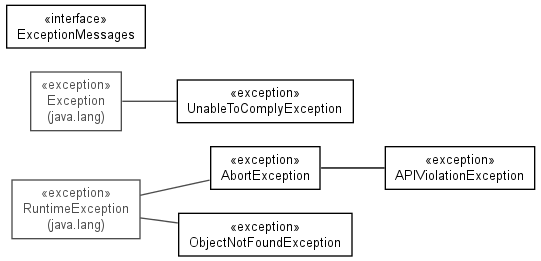 «interface»
ExceptionMessages
«exception»
Exception
(java.lang)
«exception»
UnableToComplyException
«exception»
AbortException
«exception»
APIViolationException
«exception»
RuntimeException
(java.lang)
«exception»
ObjectNotFoundException